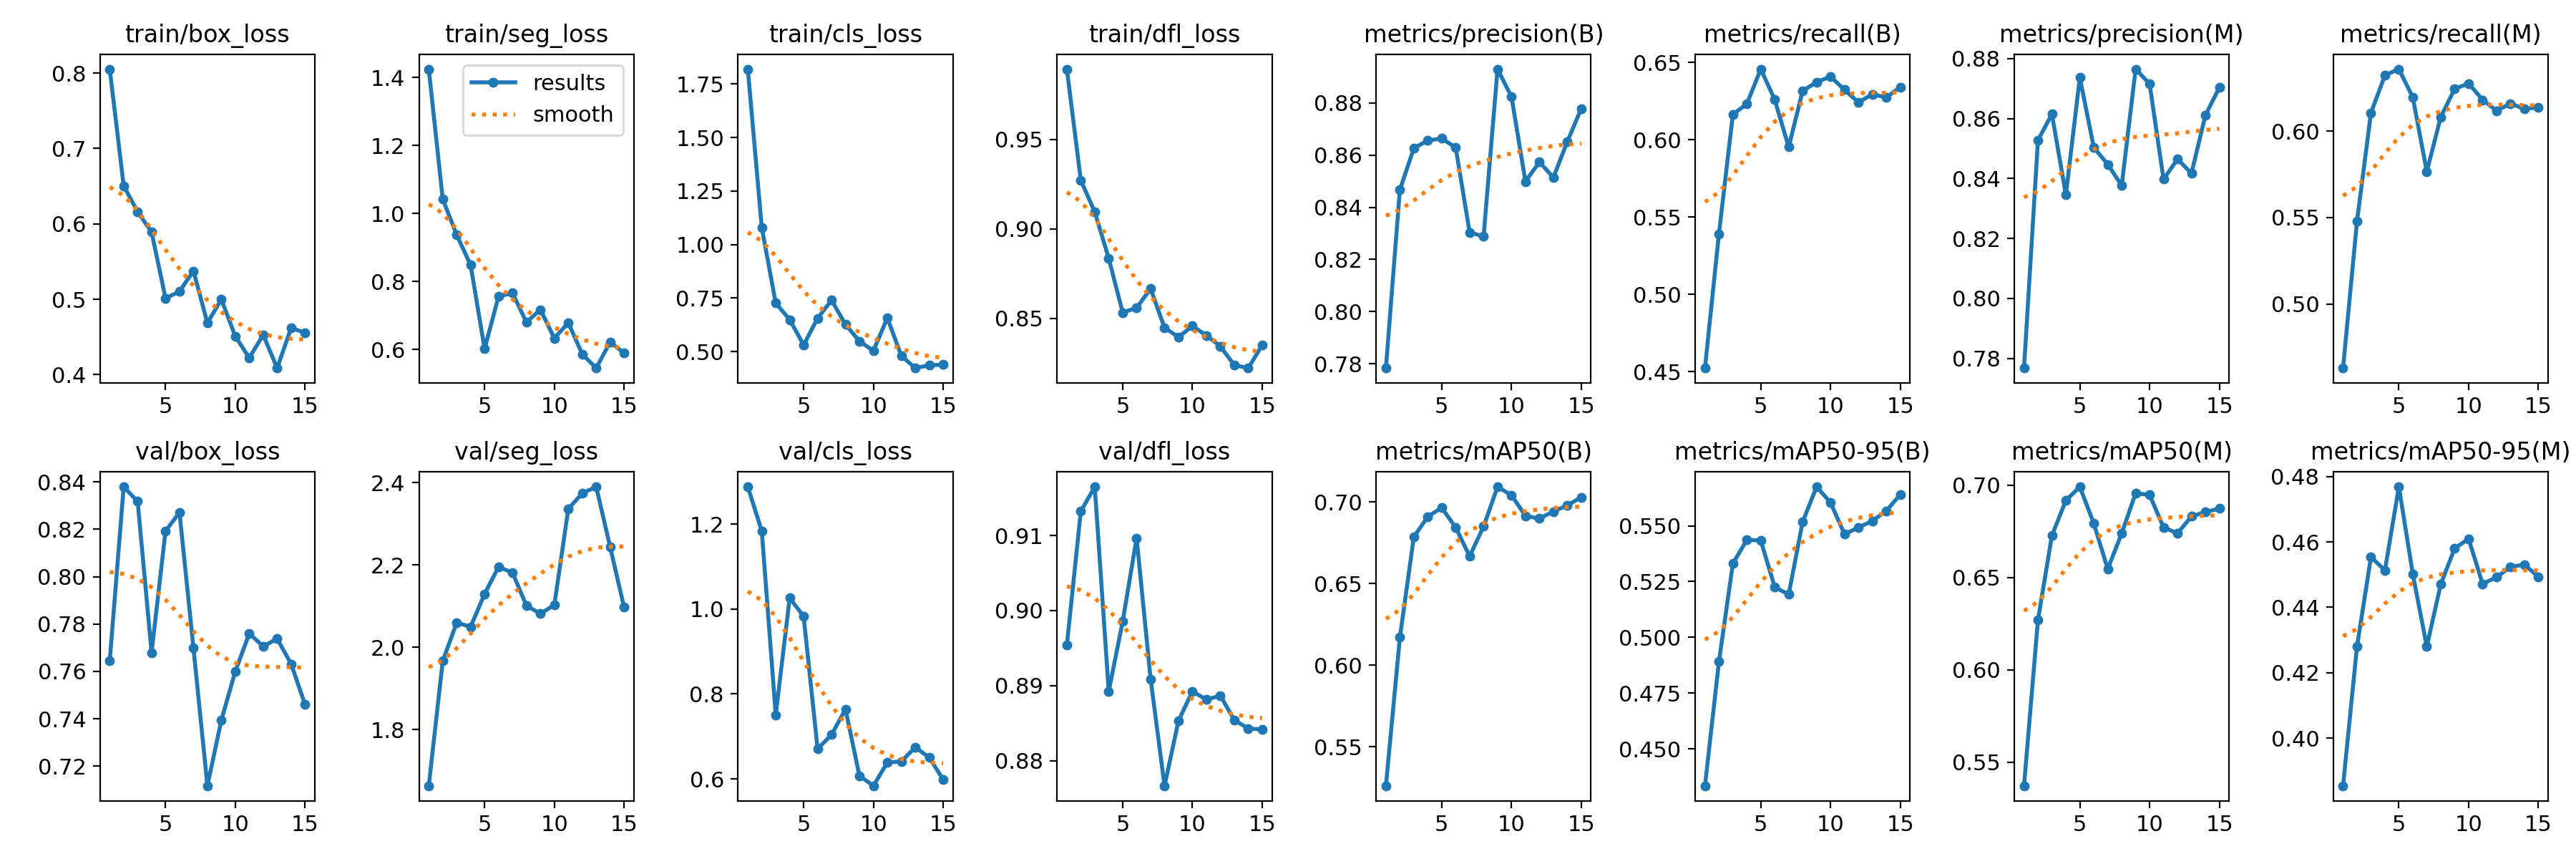 train/box_loss
train/seg_loss
train/cls_loss
train/dfl_loss
metrics/precision(B)
metrics/recall(B)
metrics/precision(M)
metrics/recall(M)
0.8
0.7
0.6
0.5
0.4
5 10 15
1.4
1.2
1.0
0.8
0.6
results
smooth
5 10 15
1.75
1.50
1.25
1.00
0.75
0.50
5 10 15
0.95
0.90
0.85
5 10 15
0.88
0.86
0.84
0.82
0.80
0.78
5 10 15
0.65
0.60
0.55
0.50
0.45
5 10 15
0.88
0.86
0.84
0.82
0.80
0.78
5 10 15
0.60
0.55
0.50
5 10 15
val/box_loss
val/seg_loss
val/cls_loss
val/dfl_loss
metrics/mAP50(B)
metrics/mAP50-95(B)
metrics/mAP50(M)
metrics/mAP50-95(M)
0.84
0.82
0.80
0.78
0.76
0.74
0.72
5 10 15
2.4
2.2
2.0
1.8
5 10 15
1.2
1.0
0.8
0.6
5 10 15
0.91
0.90
0.89
0.88
5 10 15
0.70
0.65
0.60
0.55
5 10 15
0.550
0.525
0.500
0.475
0.450
5 10 15
0.70
0.65
0.60
0.55
5 10 15
0.48
0.46
0.44
0.42
0.40
5 10 15